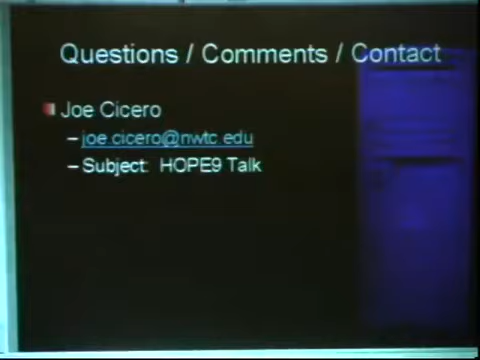 Questions / Comments / Contact
Joe Cicero
– joe.cicero@nwtc.edu
– Subject: HOPE9 Talk